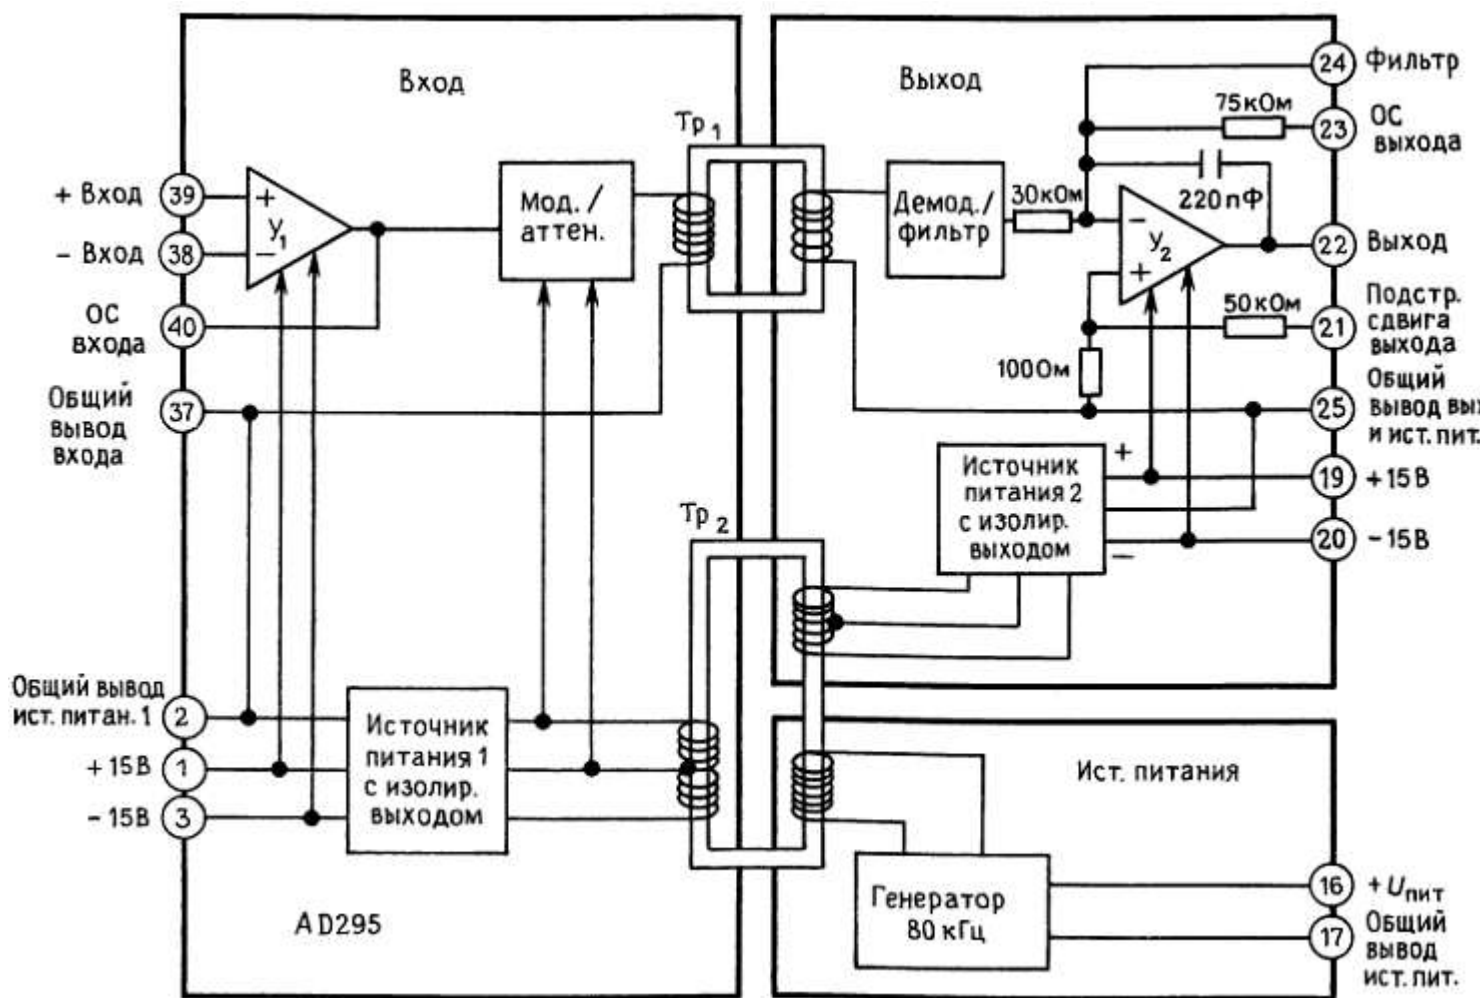 Вход
Тр1
+ Вход
39
+
У1
−
− Вход
38
ОС
входа
40
Общий
вывод
входа
37
Мод./
аттен.
Тр2
Общий вывод
ист. питан. 1
2
+15В
1
−15В
3
Источник
питания 1
с изолир.
выходом
AD295
Выход
24
Фильтр
75кОм
23
ОС
выхода
Демод./
фильтр
30кОм
220пФ
−
У2
+
22
Выход
50кОм
21
Подстр.
сдвига
выхода
100Ом
25
Общий
вывод вых
и ист. пит.
Источник
питания 2
с изолир.
выходом
+
−
19
+15В
20
−15В
Ист. питания
Генератор
80 кГц
16
+Uпит
17
Общий
вывод
ист. пит.